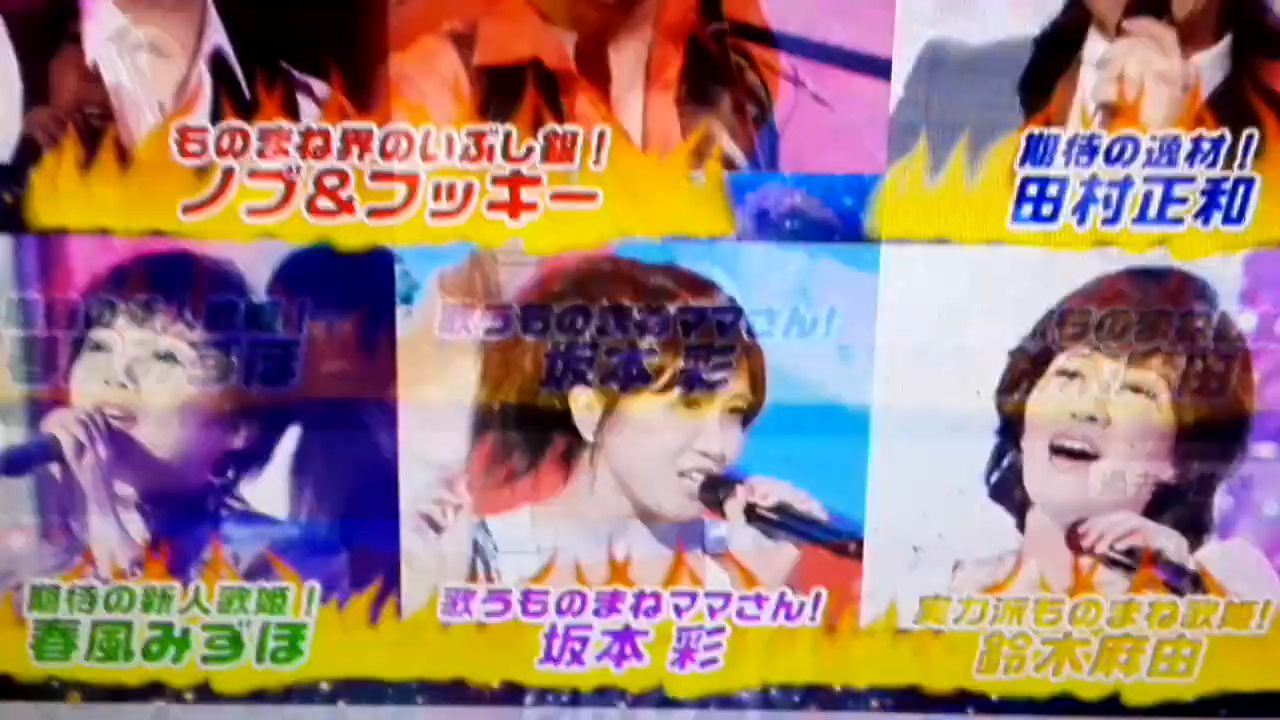 ものまね界のいぶし銀！
ノブ&フッキー
期待の逸材！
田村正和
期待の新人歌姫！
春風みずほ
歌うものまねママさん!
坂本 彩
実力派ものまね歌姫!
鈴木麻由
歌うものまねママさん!
坂本 彩